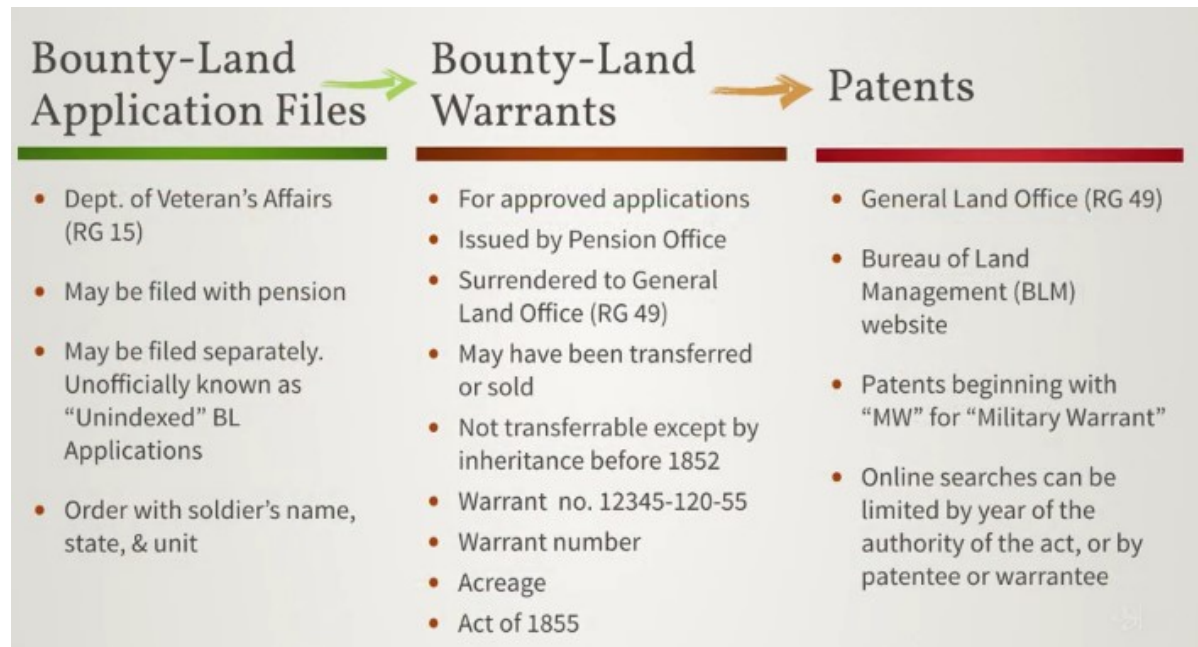 Bounty-Land
Application Files
Bounty-Land
Warrants
Patents
• Dept. of Veteran’s Affairs
(RG 15)
• May be filed with pension
• May be filed separately.
Unofficially known as
“Unindexed” BL
Applications
• Order with soldier’s name,
state, & unit
• For approved applications
• Issued by Pension Office
• Surrendered to General
Land Office (RG 49)
• May have been transferred
or sold
• Not transferrable except by
inheritance before 1852
• Warrant no. 12345-120-55
• Warrant number
• Acreage
• Act of 1855
• General Land Office (RG 49)
• Bureau of Land
Management (BLM)
website
• Patents beginning with
“MW” for “Military Warrant”
• Online searches can be
limited by year of the
authority of the act, or by
patentee or warrantee